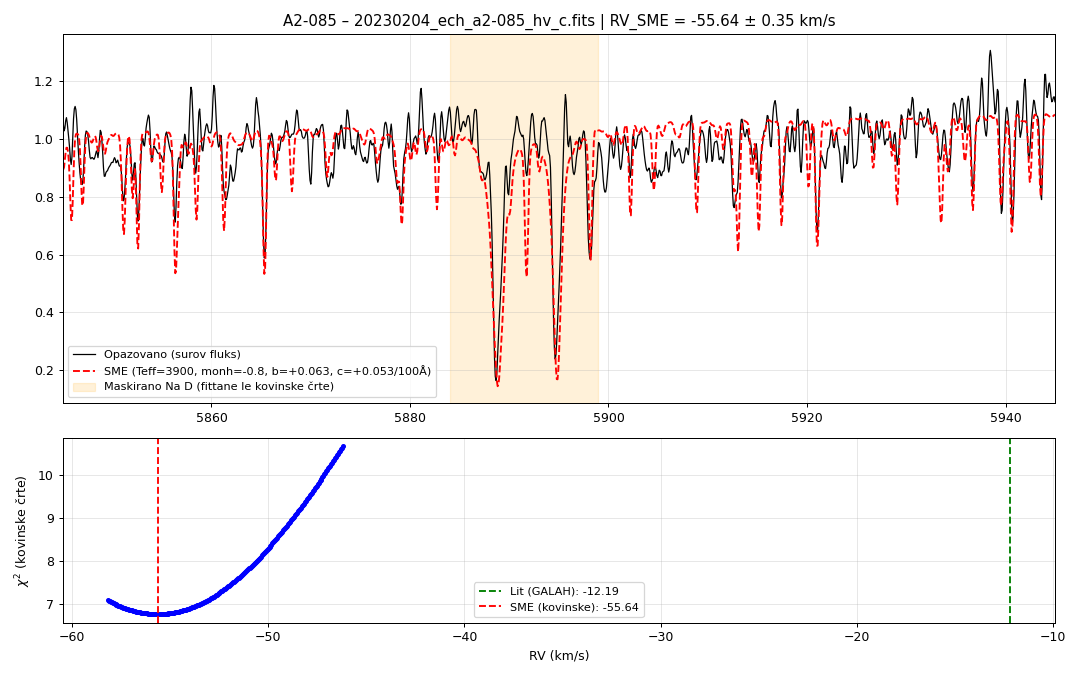 A2-085 – 20230204_ech_a2-085_hv_c.fits | RV_SME = -55.64 ± 0.35 km/s
1.2
1.0
0.8
0.6
0.4
0.2
Opazovano (surov fluks)
SME (Teff=3900, monh=-0.8, b=+0.063, c=+0.053/100Å)
Maskirano Na D (fittane le kovinske črte)
5860
5880
5900
5920
5940
χ² (kovinske črte)
10
9
8
7
Lit (GALAH): -12.19
SME (kovinske): -55.64
−60
−50
−40
−30
−20
−10
RV (km/s)